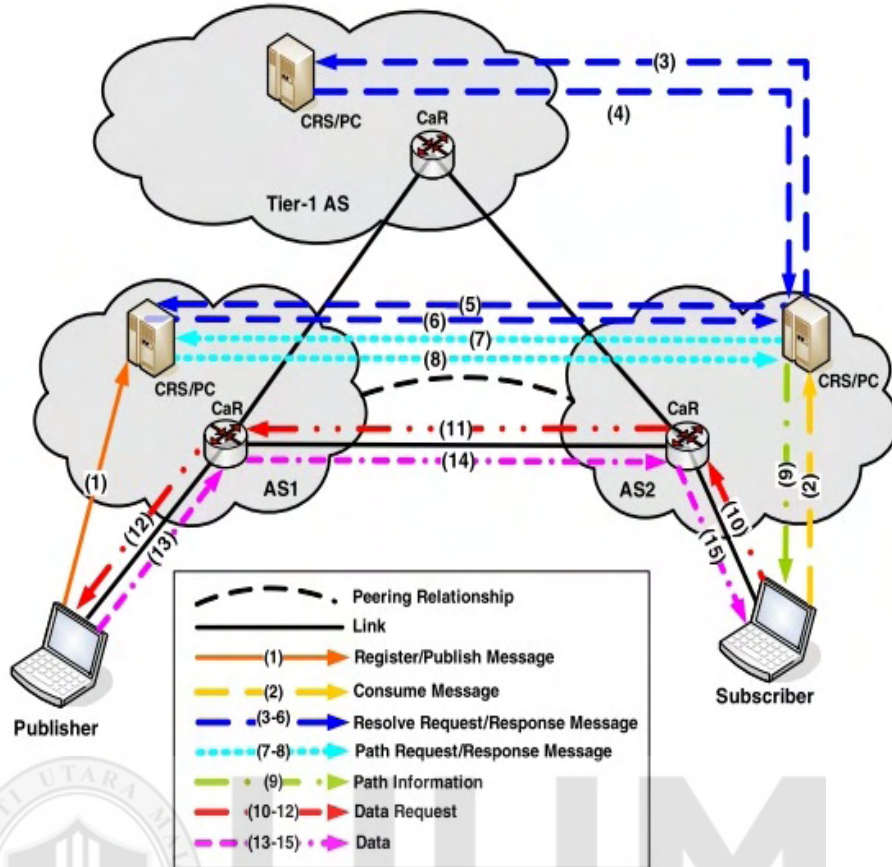 (3)
(4)
CRS/PC
CaR
Tier-1 AS
(5)
(6)
(7)
(8)
CRS/PC
CRS/PC
CaR
CaR
(11)
(14)
AS1
AS2
(1)
(12)
(13)
(9)
(2)
(10)
(15)
Publisher
Subscriber
Peering Relationship
Link
(1) Register/Publish Message
(2) Consume Message
(3-6) Resolve Request/Response Message
(7-8) Path Request/Response Message
(9) Path Information
(10-12) Data Request
(13-15) Data
UTARA
UUM